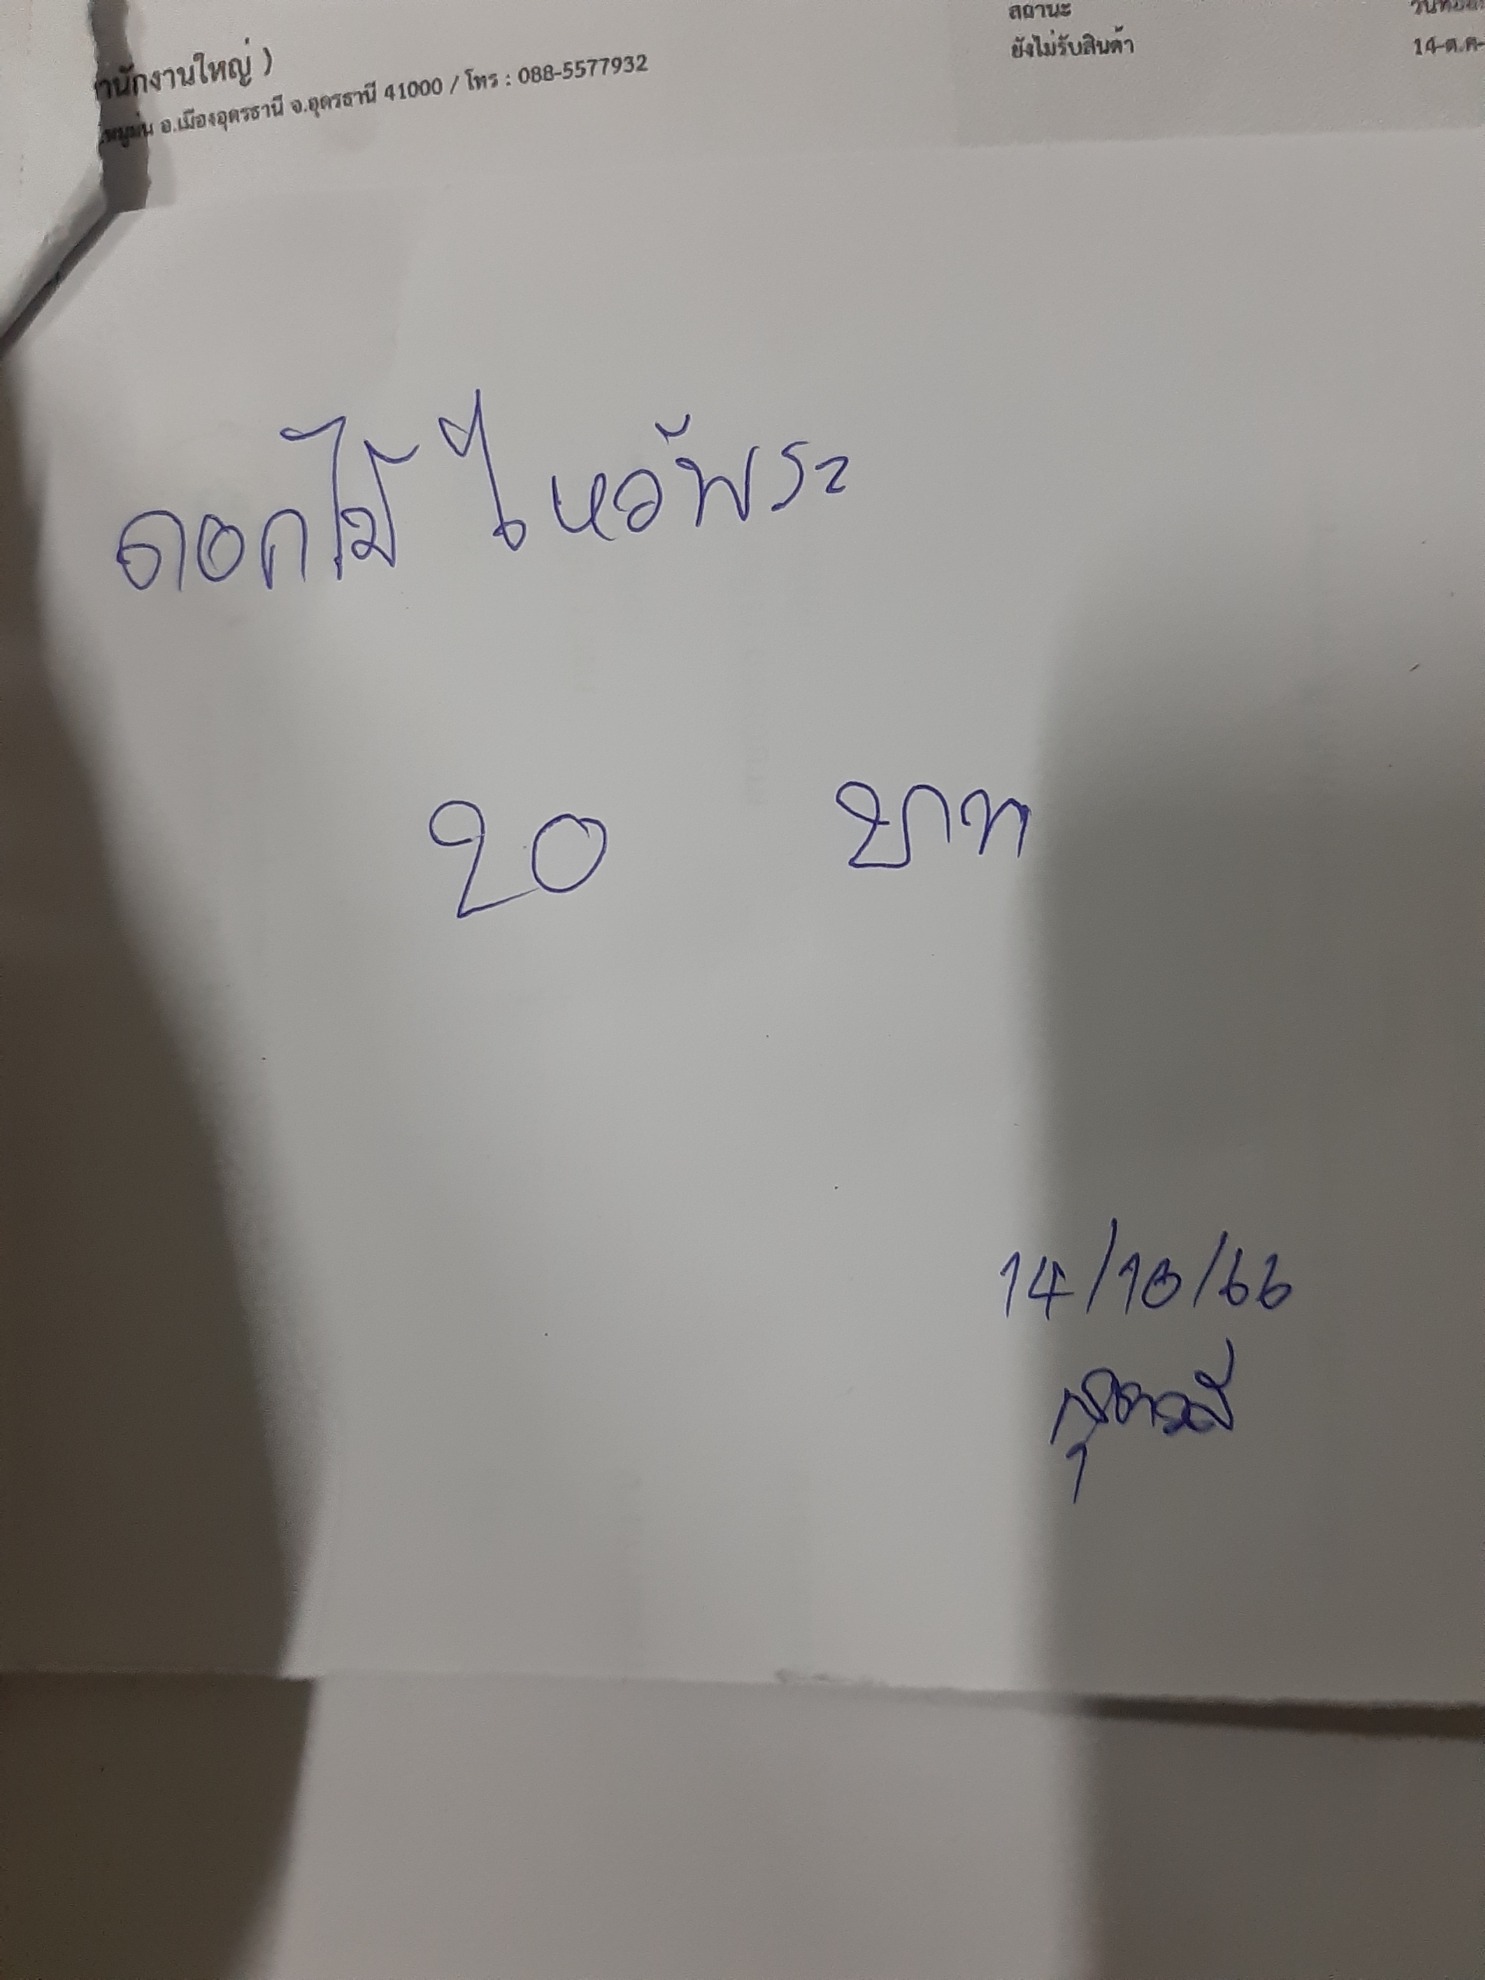 สถานะ
ยังไม่รับสินค้า
14-ต.ค-
นักงานใหญ่ )
อ.เมืองอุดรธานี จ.อุดรธานี 41000 / โทร : 088-5577932
ดอกไม้ ไหว้พระ
20 บาท
14/10/66